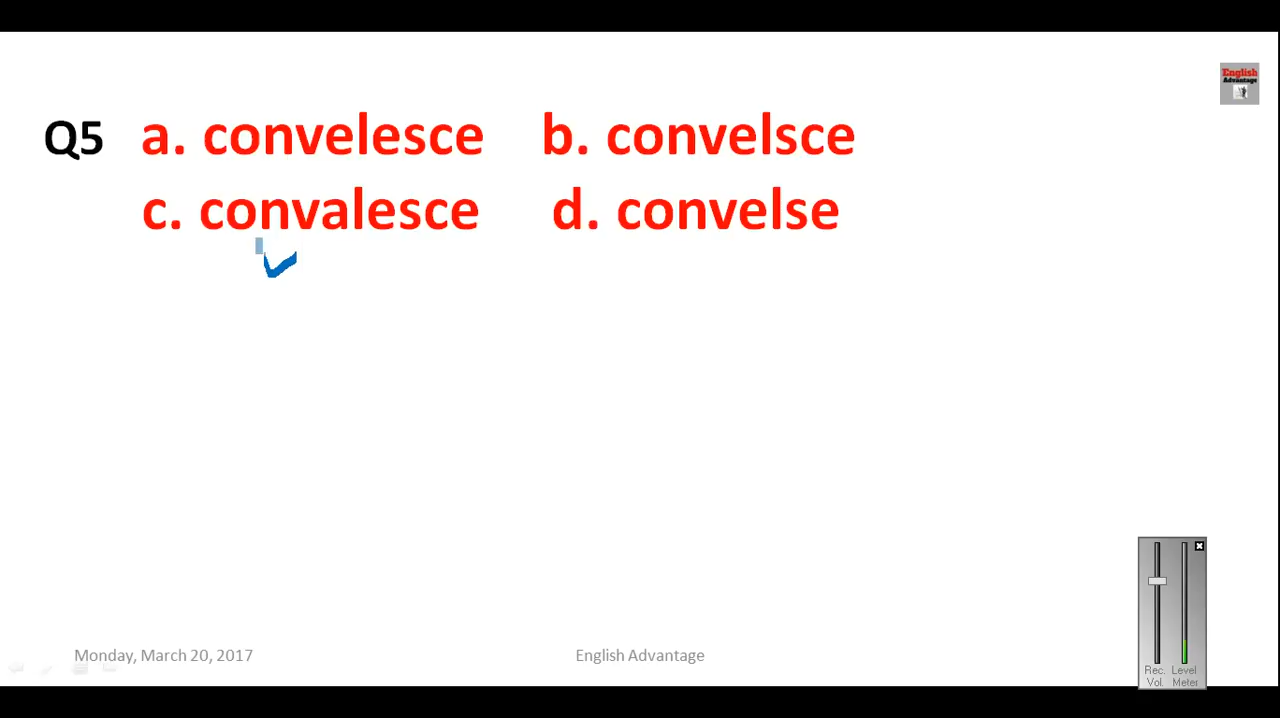 English
Advantage
Q5 a. convelesce b. convelsce
c. convalesce d. convelse
Rec. Level
Vol. Meter
Monday, March 20, 2017 English Advantage